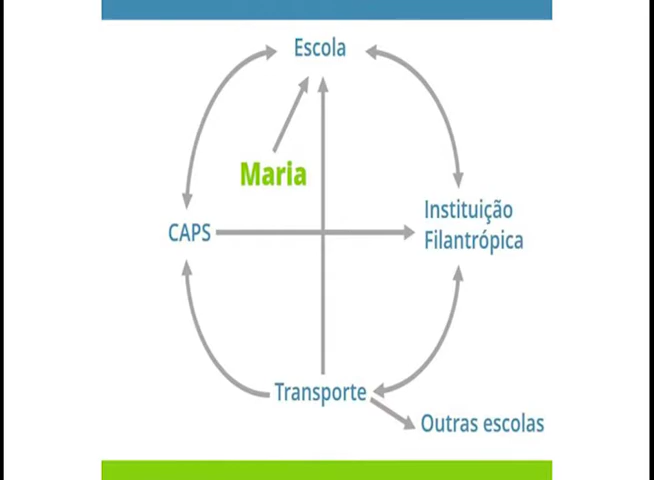 Escola
Maria
CAPS
Instituição
Filantrópica
Transporte
Outras escolas